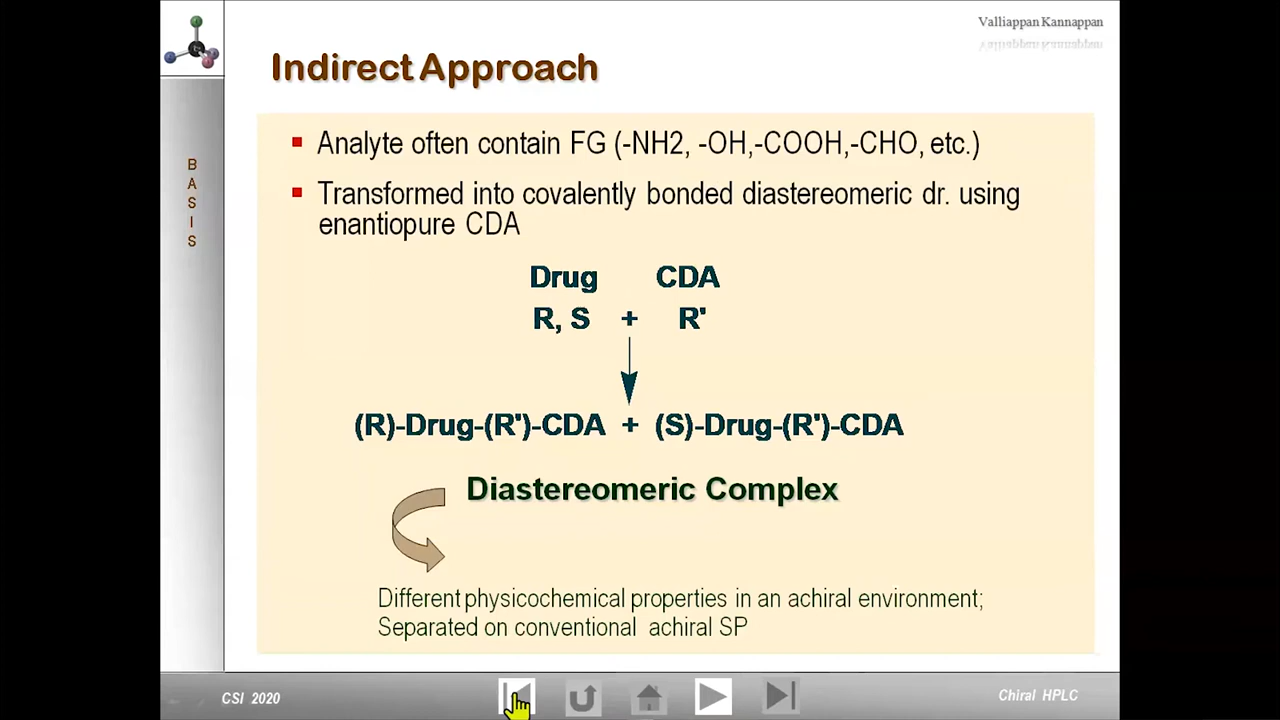 Valliappan Kannappan
Indirect Approach
B
A
S
I
S
Analyte often contain FG (-NH2, -OH,-COOH,-CHO, etc.)
Transformed into covalently bonded diastereomeric dr. using
enantiopure CDA
Drug CDA
R, S + R'
(R)-Drug-(R')-CDA + (S)-Drug-(R')-CDA
Diastereomeric Complex
Different physicochemical properties in an achiral environment;
Separated on conventional achiral SP
CSI 2020
Chiral HPLC